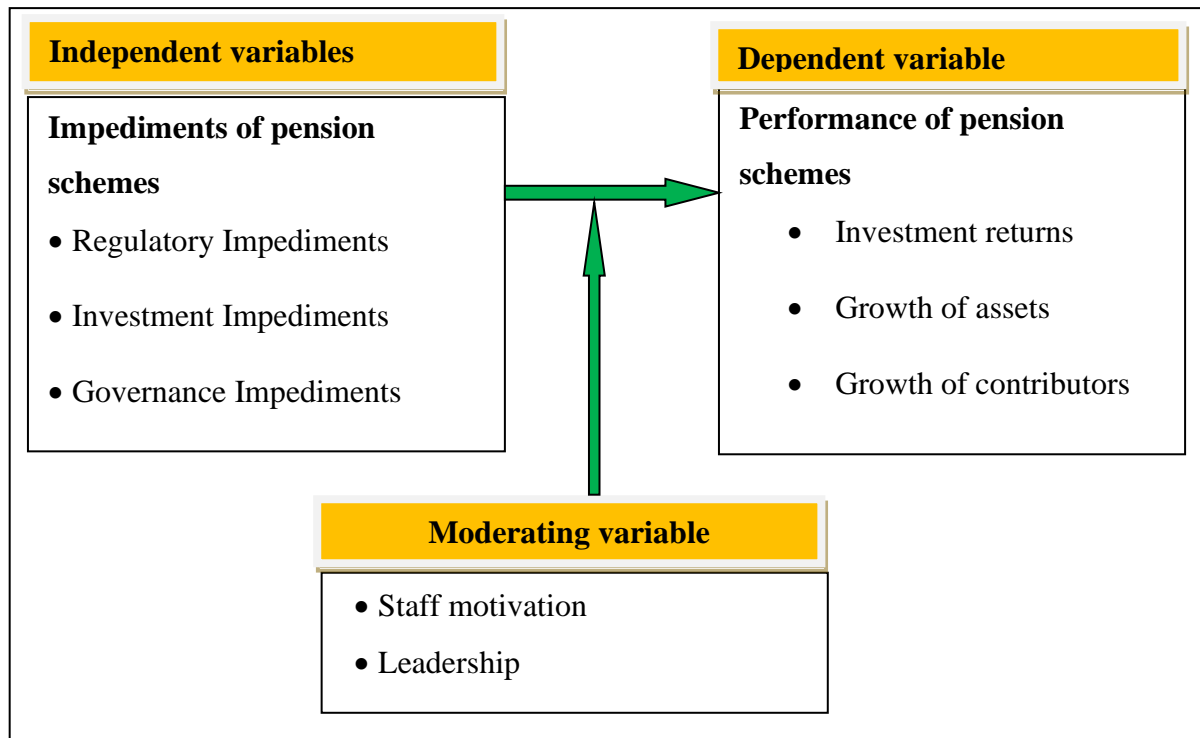 Independent variables
Impediments of pension
schemes
• Regulatory Impediments
• Investment Impediments
• Governance Impediments
Dependent variable
Performance of pension
schemes
• Investment returns
• Growth of assets
• Growth of contributors
Moderating variable
• Staff motivation
• Leadership